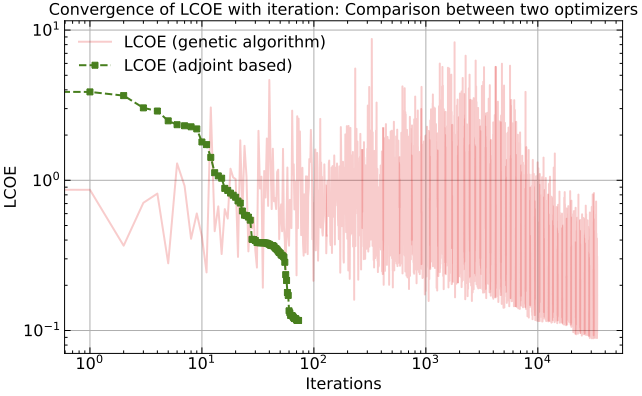 Convergence of LCOE with iteration: Comparison between two optimizers
10¹
LCOE (genetic algorithm)
LCOE (adjoint based)
LCOE
10⁰
10⁻¹
10⁰ 10¹ 10² 10³ 10⁴
Iterations